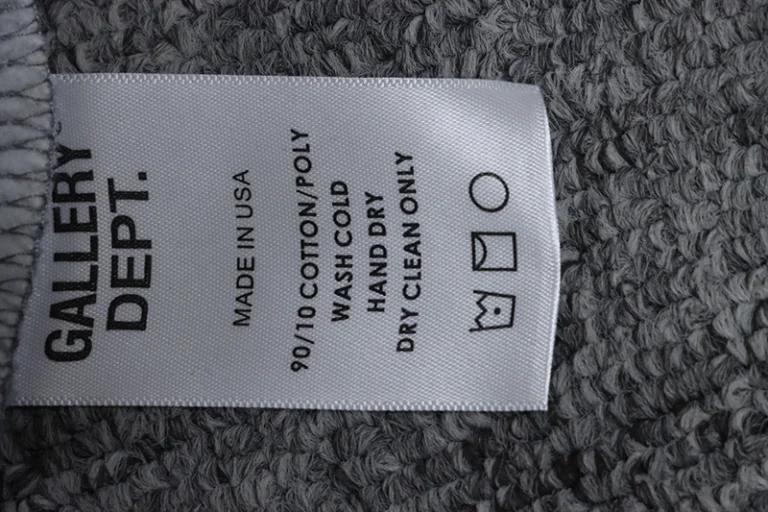 GALLERY
DEPT.
MADE IN USA
90/10 COTTON/POLY
WASH COLD
HAND DRY
DRY CLEAN ONLY